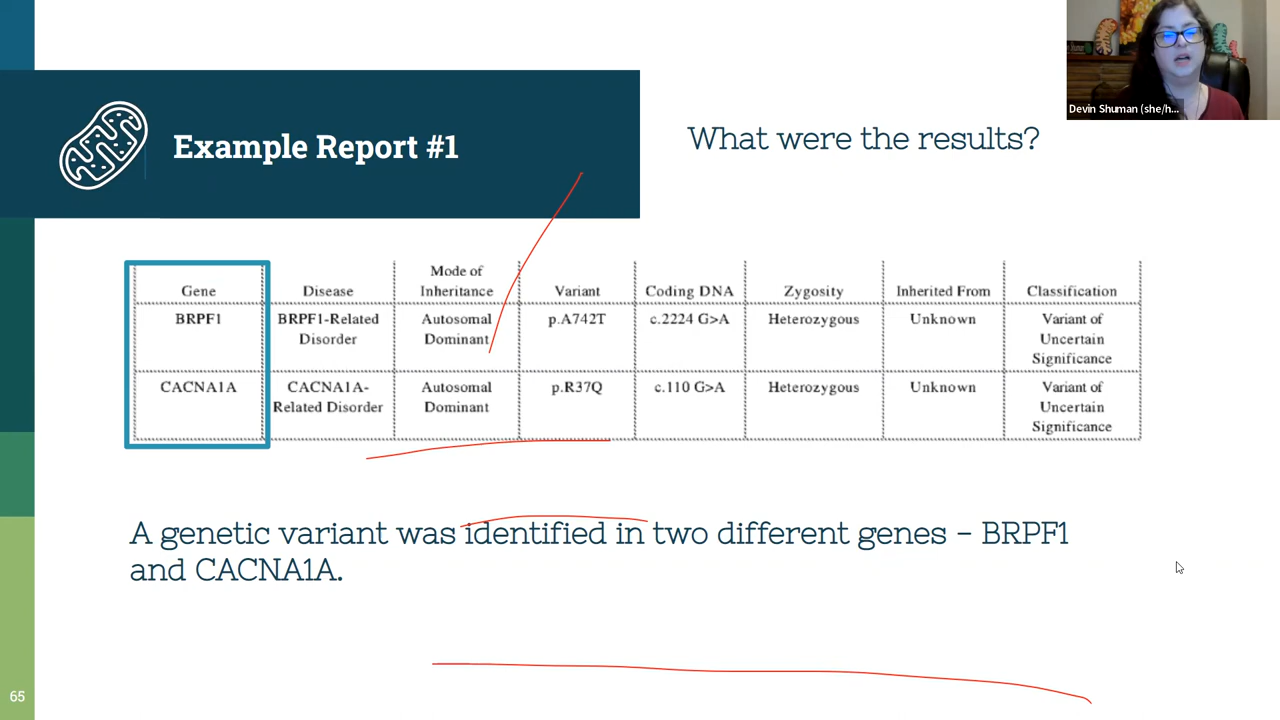 Devin Shuman (she/h...
Example Report #1
What were the results?
Gene Disease Mode of Inheritance Variant Coding DNA Zygosity Inherited From Classification
BRPF1 BRPF1-Related Disorder Autosomal Dominant p.A742T c.2224 G>A Heterozygous Unknown Variant of Uncertain Significance
CACNA1A CACNA1A-Related Disorder Autosomal Dominant p.R37Q c.110 G>A Heterozygous Unknown Variant of Uncertain Significance
A genetic variant was identified in two different genes – BRPF1
and CACNA1A.
65